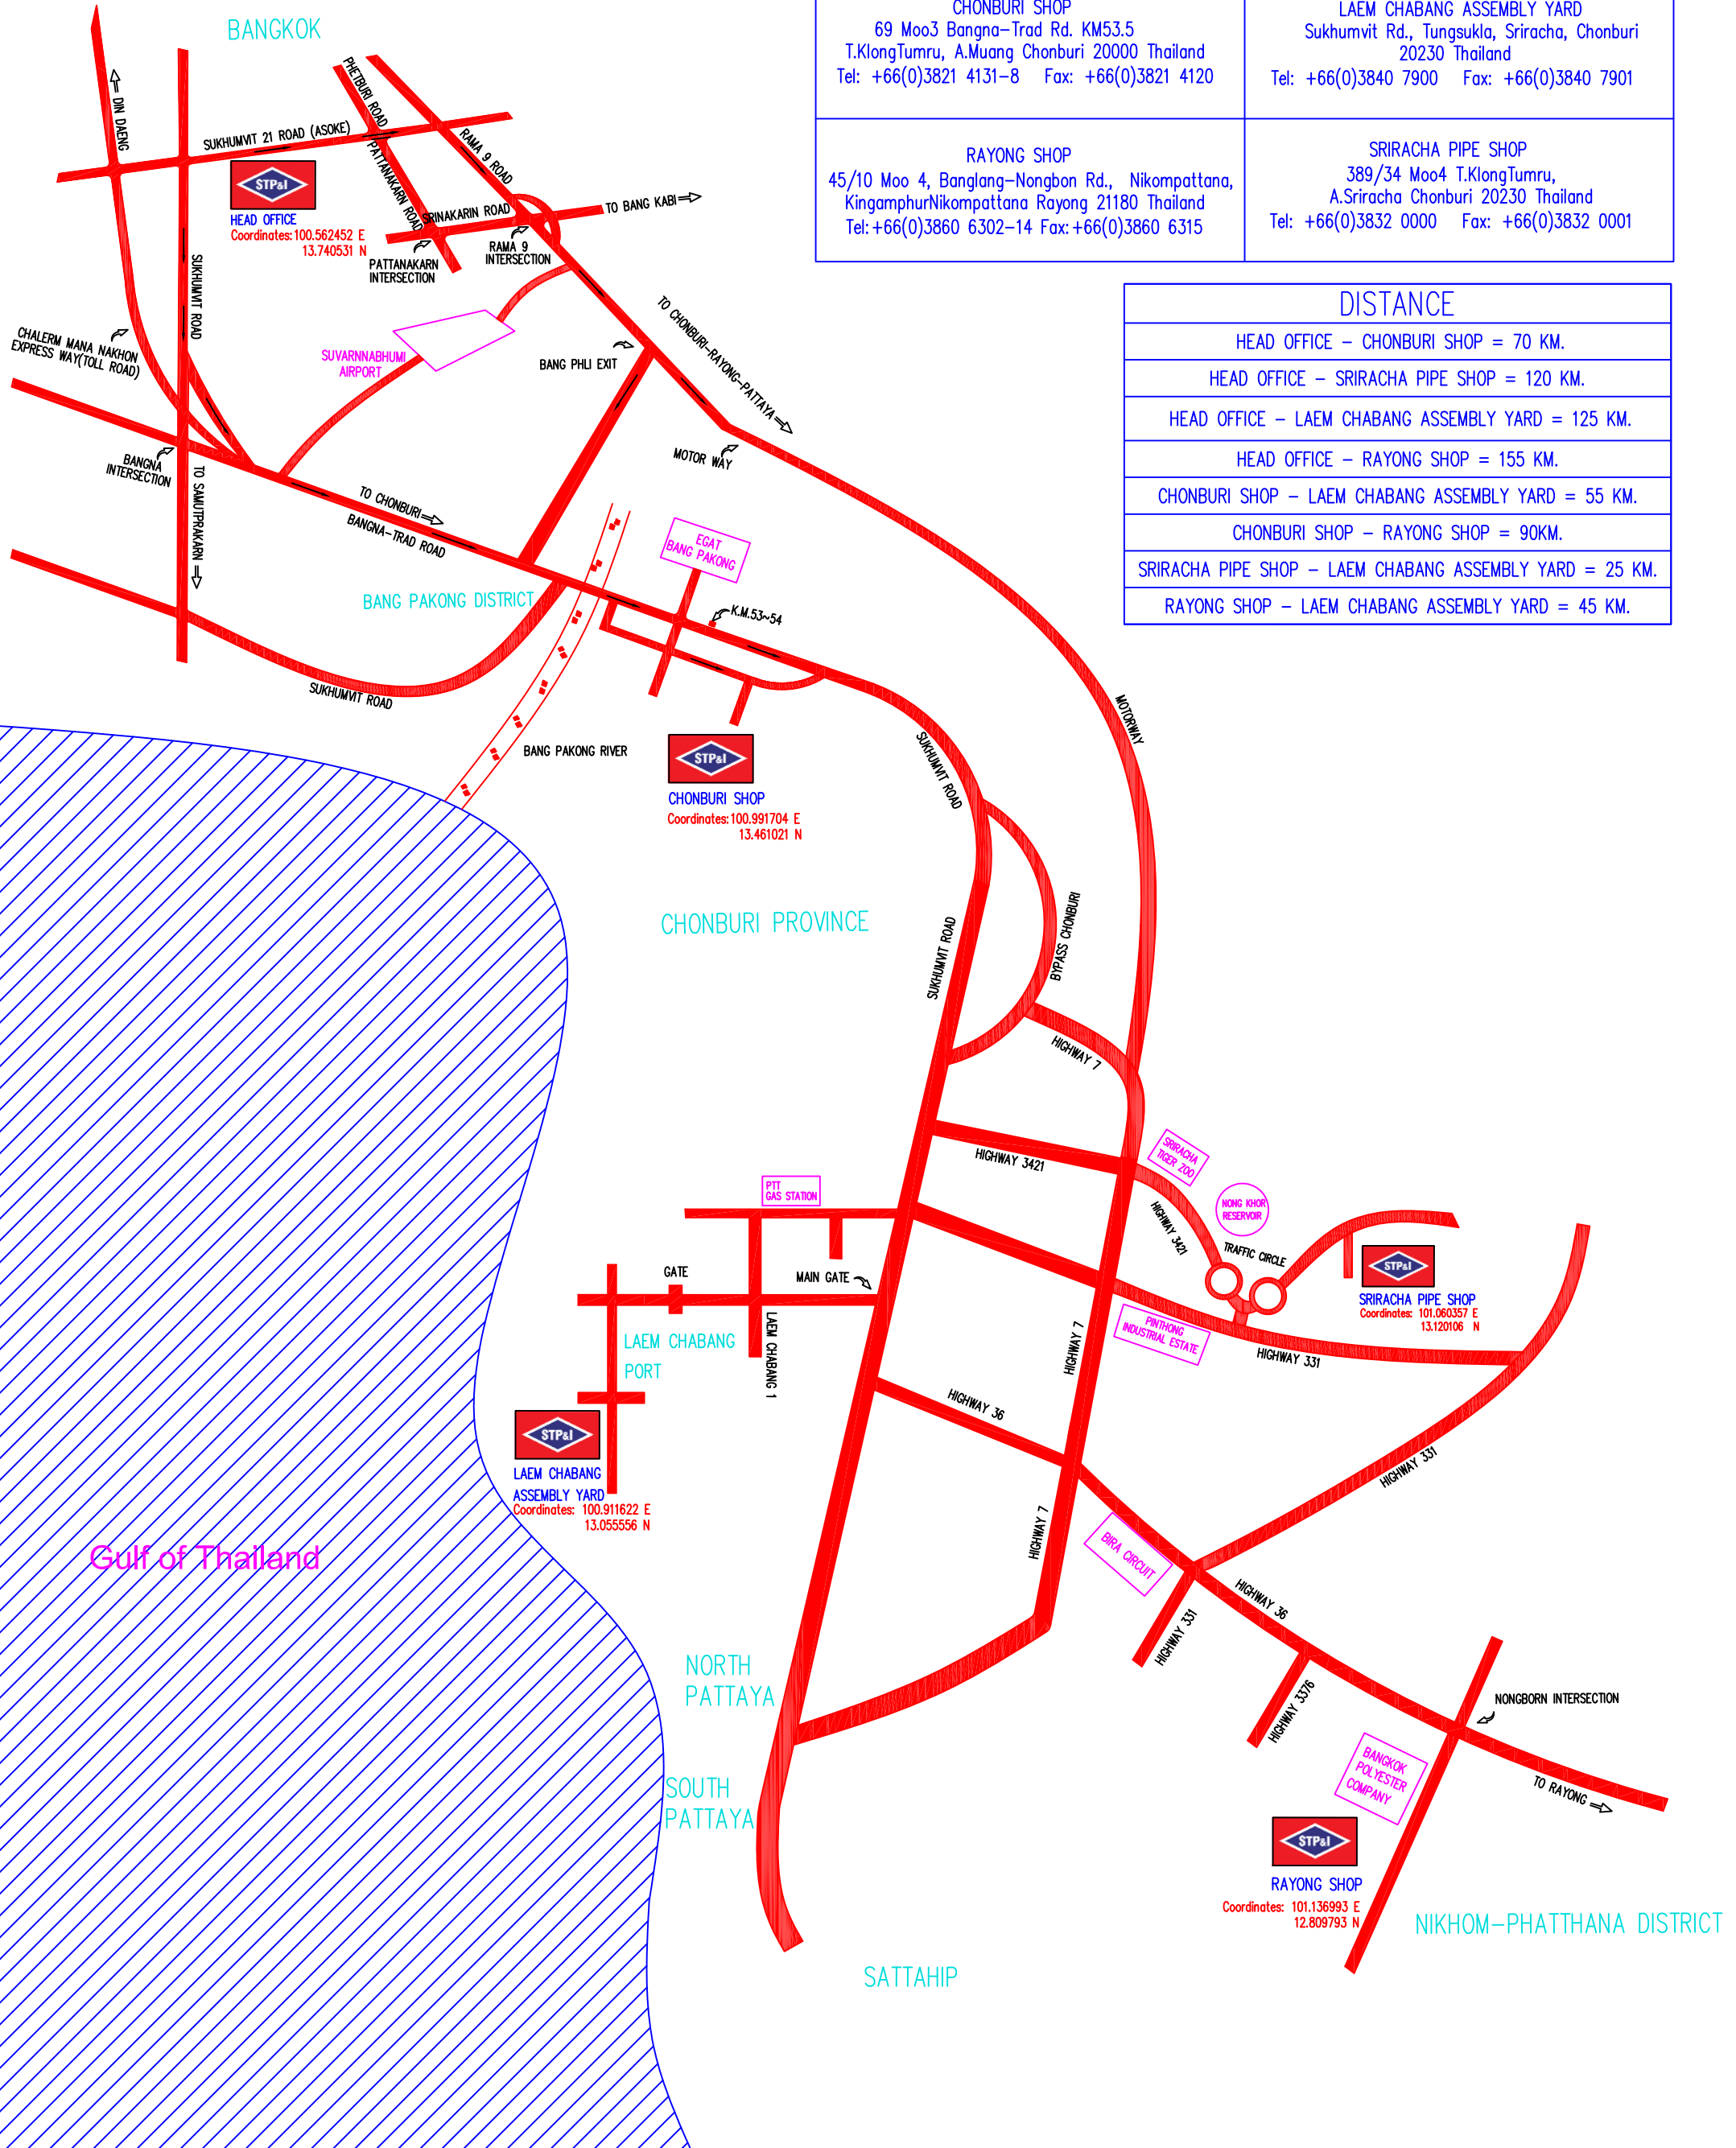 CHONBURI SHOP
69 Moo3 Bangna-Trad Rd. KM53.5
T.KlongTumru, A.Muang Chonburi 20000 Thailand
Tel: +66(0)3821 4131-8 Fax: +66(0)3821 4120
LAEM CHABANG ASSEMBLY YARD
Sukhumvit Rd., Tungsukla, Sriracha, Chonburi
20230 Thailand
Tel: +66(0)3840 7900 Fax: +66(0)3840 7901
RAYONG SHOP
45/10 Moo 4, Banglang-Nongbon Rd., Nikompattana,
KingamphurNikompattana Rayong 21180 Thailand
Tel:+66(0)3860 6302-14 Fax:+66(0)3860 6315
SRIRACHA PIPE SHOP
389/34 Moo4 T.KlongTumru,
A.Sriracha Chonburi 20230 Thailand
Tel: +66(0)3832 0000 Fax: +66(0)3832 0001
DISTANCE
HEAD OFFICE - CHONBURI SHOP = 70 KM.
HEAD OFFICE - SRIRACHA PIPE SHOP = 120 KM.
HEAD OFFICE - LAEM CHABANG ASSEMBLY YARD = 125 KM.
HEAD OFFICE - RAYONG SHOP = 155 KM.
CHONBURI SHOP - LAEM CHABANG ASSEMBLY YARD = 55 KM.
CHONBURI SHOP - RAYONG SHOP = 90KM.
SRIRACHA PIPE SHOP - LAEM CHABANG ASSEMBLY YARD = 25 KM.
RAYONG SHOP - LAEM CHABANG ASSEMBLY YARD = 45 KM.
BANGKOK
DIN DAENG
PHETBURI ROAD
SUKHUMVIT 21 ROAD (ASOKE)
RAMA 9 ROAD
PATTANAKARN ROAD
STP&I
HEAD OFFICE
Coordinates:100.562452 E
13.740531 N
SRINAKARIN ROAD
TO BANG KABI
RAMA 9
INTERSECTION
PATTANAKARN
INTERSECTION
SUKHUMVIT ROAD
CHALERM MANA NAKHON
EXPRESS WAY(TOLL ROAD)
SUVARNNABHUMI
AIRPORT
BANG PHLI EXIT
TO CHONBURI-RAYONG-PATTAYA
MOTOR WAY
BANGNA
INTERSECTION
TO SAMUTPRAKARN
TO CHONBURI
BANGNA-TRAD ROAD
EGAT
BANG PAKONG
BANG PAKONG DISTRICT
K.M.53~54
SUKHUMVIT ROAD
BANG PAKONG RIVER
STP&I
CHONBURI SHOP
Coordinates:100.991704 E
13.461021 N
MOTORWAY
SUKHUMVIT ROAD
CHONBURI PROVINCE
SUKHUMVIT ROAD
BYPASS CHONBURI
HIGHWAY 7
HIGHWAY 3421
SRIRACHA
TIGER ZOO
PTT
GAS STATION
NONG KHOR
RESERVOIR
HIGHWAY 3421
TRAFFIC CIRCLE
STP&I
SRIRACHA PIPE SHOP
Coordinates: 101.060357 E
13.120106 N
GATE
MAIN GATE
LAEM CHABANG
PORT
LAEM CHABANG 1
PINTHONG
INDUSTRIAL ESTATE
HIGHWAY 7
HIGHWAY 331
HIGHWAY 36
STP&I
LAEM CHABANG
ASSEMBLY YARD
Coordinates: 100.911622 E
13.055556 N
HIGHWAY 331
HIGHWAY 7
BIRA CIRCUIT
Gulf of Thailand
HIGHWAY 36
HIGHWAY 331
NORTH
PATTAYA
HIGHWAY 3376
NONGBORN INTERSECTION
BANGKOK
POLYESTER
COMPANY
TO RAYONG
SOUTH
PATTAYA
STP&I
RAYONG SHOP
Coordinates: 101.136993 E
12.809793 N
NIKHOM-PHATTHANA DISTRICT
SATTAHIP